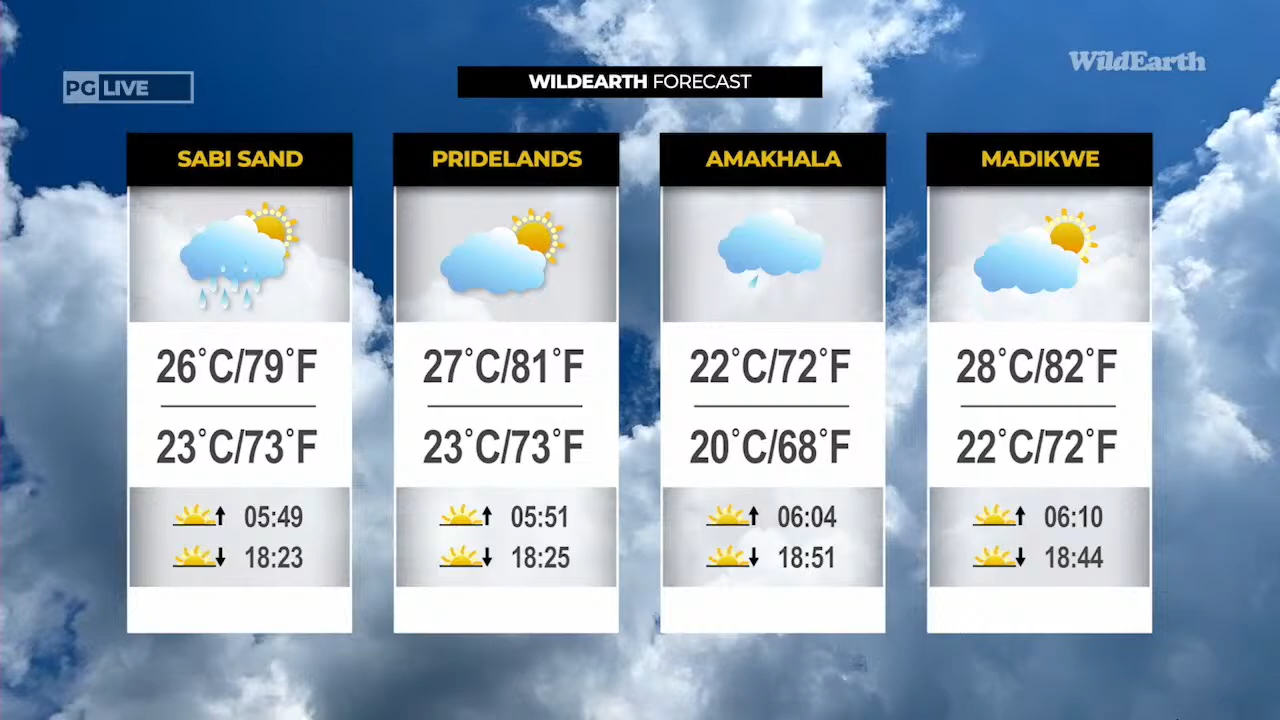 WildEarth
PG LIVE
WILDEARTH FORECAST
SABI SAND
26°C/79°F
23°C/73°F
05:49
18:23
PRIDELANDS
27°C/81°F
23°C/73°F
05:51
18:25
AMAKHALA
22°C/72°F
20°C/68°F
06:04
18:51
MADIKWE
28°C/82°F
22°C/72°F
06:10
18:44